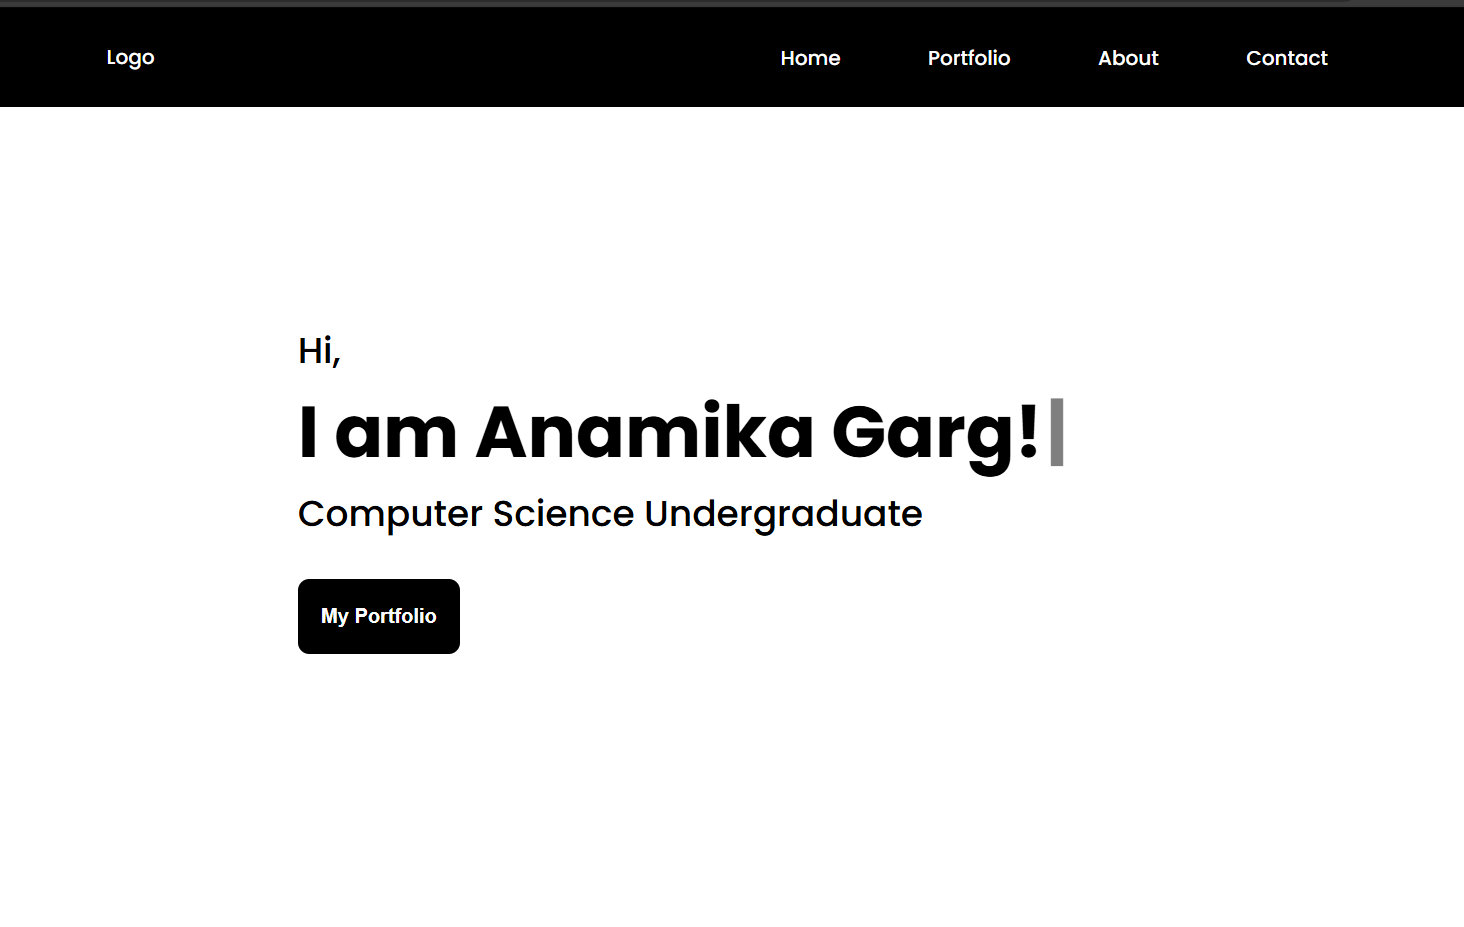 Logo Home Portfolio About Contact
Hi,
I am Anamika Garg!
Computer Science Undergraduate
My Portfolio